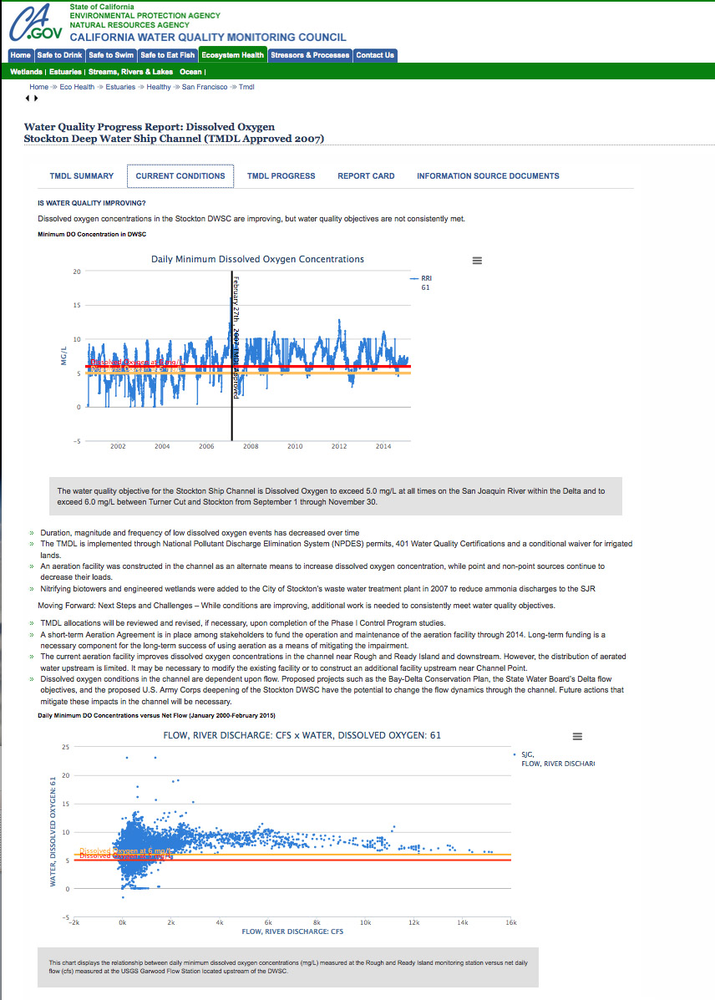 CA
.GOV
State of California
ENVIRONMENTAL PROTECTION AGENCY
NATURAL RESOURCES AGENCY
CALIFORNIA WATER QUALITY MONITORING COUNCIL
Home Safe to Drink Safe to Swim Safe to Eat Fish Ecosystem Health Stressors & Processes Contact Us
Wetlands | Estuaries | Streams, Rivers & Lakes Ocean |
Home Eco Health Estuaries Healthy San Francisco Tmdl
Water Quality Progress Report: Dissolved Oxygen
Stockton Deep Water Ship Channel (TMDL Approved 2007)
TMDL SUMMARY CURRENT CONDITIONS TMDL PROGRESS REPORT CARD INFORMATION SOURCE DOCUMENTS
IS WATER QUALITY IMPROVING?
Dissolved oxygen concentrations in the Stockton DWSC are improving, but water quality objectives are not consistently met.
Minimum DO Concentration in DWSC
Daily Minimum Dissolved Oxygen Concentrations
RRI
61
MG/L
20
15
10
5
0
-5
February 27th, 2007 TMDL Approved
Dissolved Oxygen at 6 mg/L
2002 2004 2006 2008 2010 2012 2014
The water quality objective for the Stockton Ship Channel is Dissolved Oxygen to exceed 5.0 mg/L at all times on the San Joaquin River within the Delta and to
exceed 6.0 mg/L between Turner Cut and Stockton from September 1 through November 30.
» Duration, magnitude and frequency of low dissolved oxygen events has decreased over time
» The TMDL is implemented through National Pollutant Discharge Elimination System (NPDES) permits, 401 Water Quality Certifications and a conditional waiver for irrigated
lands.
» An aeration facility was constructed in the channel as an alternate means to increase dissolved oxygen concentration, while point and non-point sources continue to
decrease their loads.
» Nitrifying biotowers and engineered wetlands were added to the City of Stockton's waste water treatment plant in 2007 to reduce ammonia discharges to the SJR
Moving Forward: Next Steps and Challenges – While conditions are improving, additional work is needed to consistently meet water quality objectives.
» TMDL allocations will be reviewed and revised, if necessary, upon completion of the Phase I Control Program studies.
» A short-term Aeration Agreement is in place among stakeholders to fund the operation and maintenance of the aeration facility through 2014. Long-term funding is a
necessary component for the long-term success of using aeration as a means of mitigating the impairment.
» The current aeration facility improves dissolved oxygen concentrations in the channel near Rough and Ready Island and downstream. However, the distribution of aerated
water upstream is limited. It may be necessary to modify the existing facility or to construct an additional facility upstream near Channel Point.
» Dissolved oxygen conditions in the channel are dependent upon flow. Proposed projects such as the Bay-Delta Conservation Plan, the State Water Board's Delta flow
objectives, and the proposed U.S. Army Corps deepening of the Stockton DWSC have the potential to change the flow dynamics through the channel. Future actions that
mitigate these impacts in the channel will be necessary.
Daily Minimum DO Concentrations versus Net Flow (January 2000-February 2015)
FLOW, RIVER DISCHARGE: CFS x WATER, DISSOLVED OXYGEN: 61
SJG,
FLOW, RIVER DISCHAR
WATER, DISSOLVED OXYGEN: 61
25
20
15
10
5
0
-5
Dissolved Oxygen at 6 mg/L
Dissolved
-2k 0k 2k 4k 6k 8k 10k 12k 14k 16k
FLOW, RIVER DISCHARGE: CFS
This chart displays the relationship between daily minimum dissolved oxygen concentrations (mg/L) measured at the Rough and Ready Island monitoring station versus net daily
flow (cfs) measured at the USGS Garwood Flow Station located upstream of the DWSC.